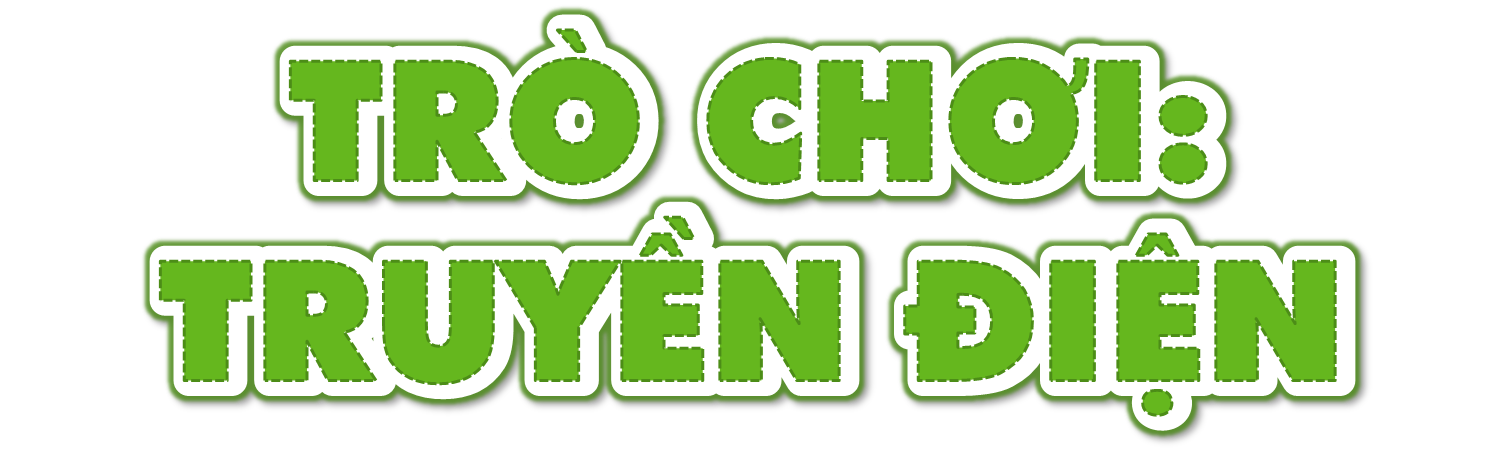 TRÒ CHƠI:
TRUYỀN ĐIỆN